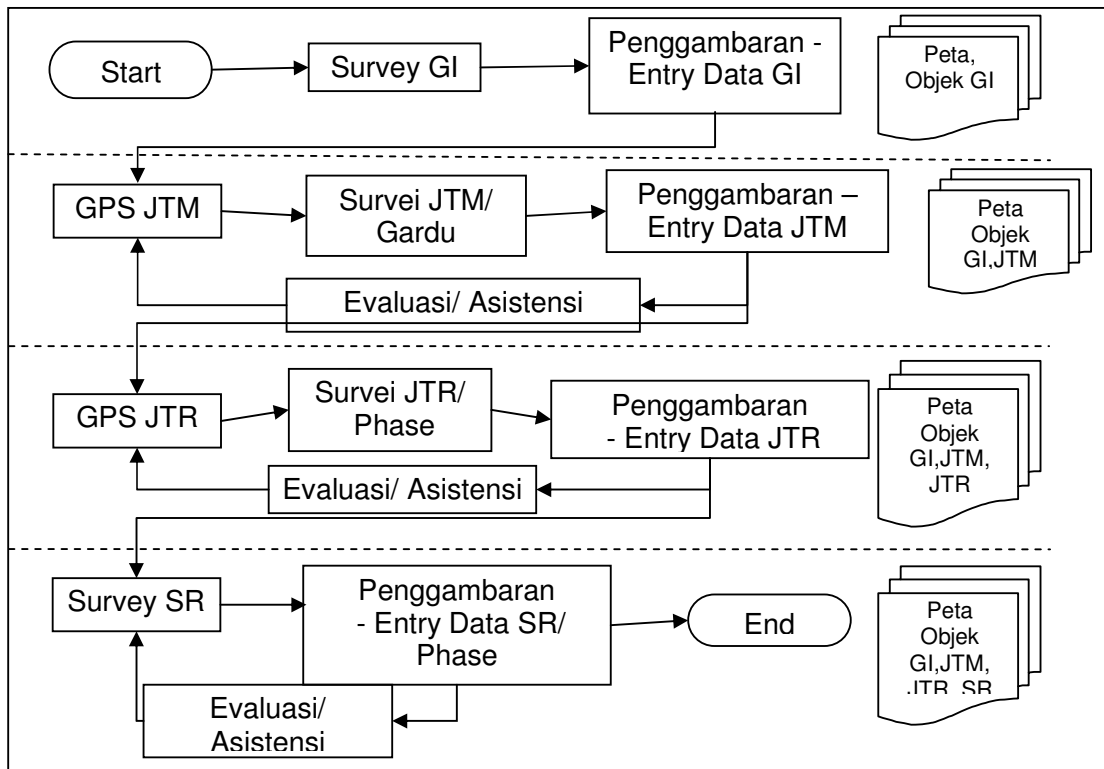 Start
Survey GI
Penggambaran -
Entry Data GI
Peta,
Objek GI
GPS JTM
Survei JTM/
Gardu
Penggambaran –
Entry Data JTM
Peta
Objek
GI,JTM
Evaluasi/ Asistensi
GPS JTR
Survei JTR/
Phase
Penggambaran
- Entry Data JTR
Peta
Objek
GI,JTM,
JTR
Evaluasi/ Asistensi
Survey SR
Penggambaran
- Entry Data SR/
Phase
End
Peta
Objek
GI,JTM,
JTR, SR
Evaluasi/
Asistensi